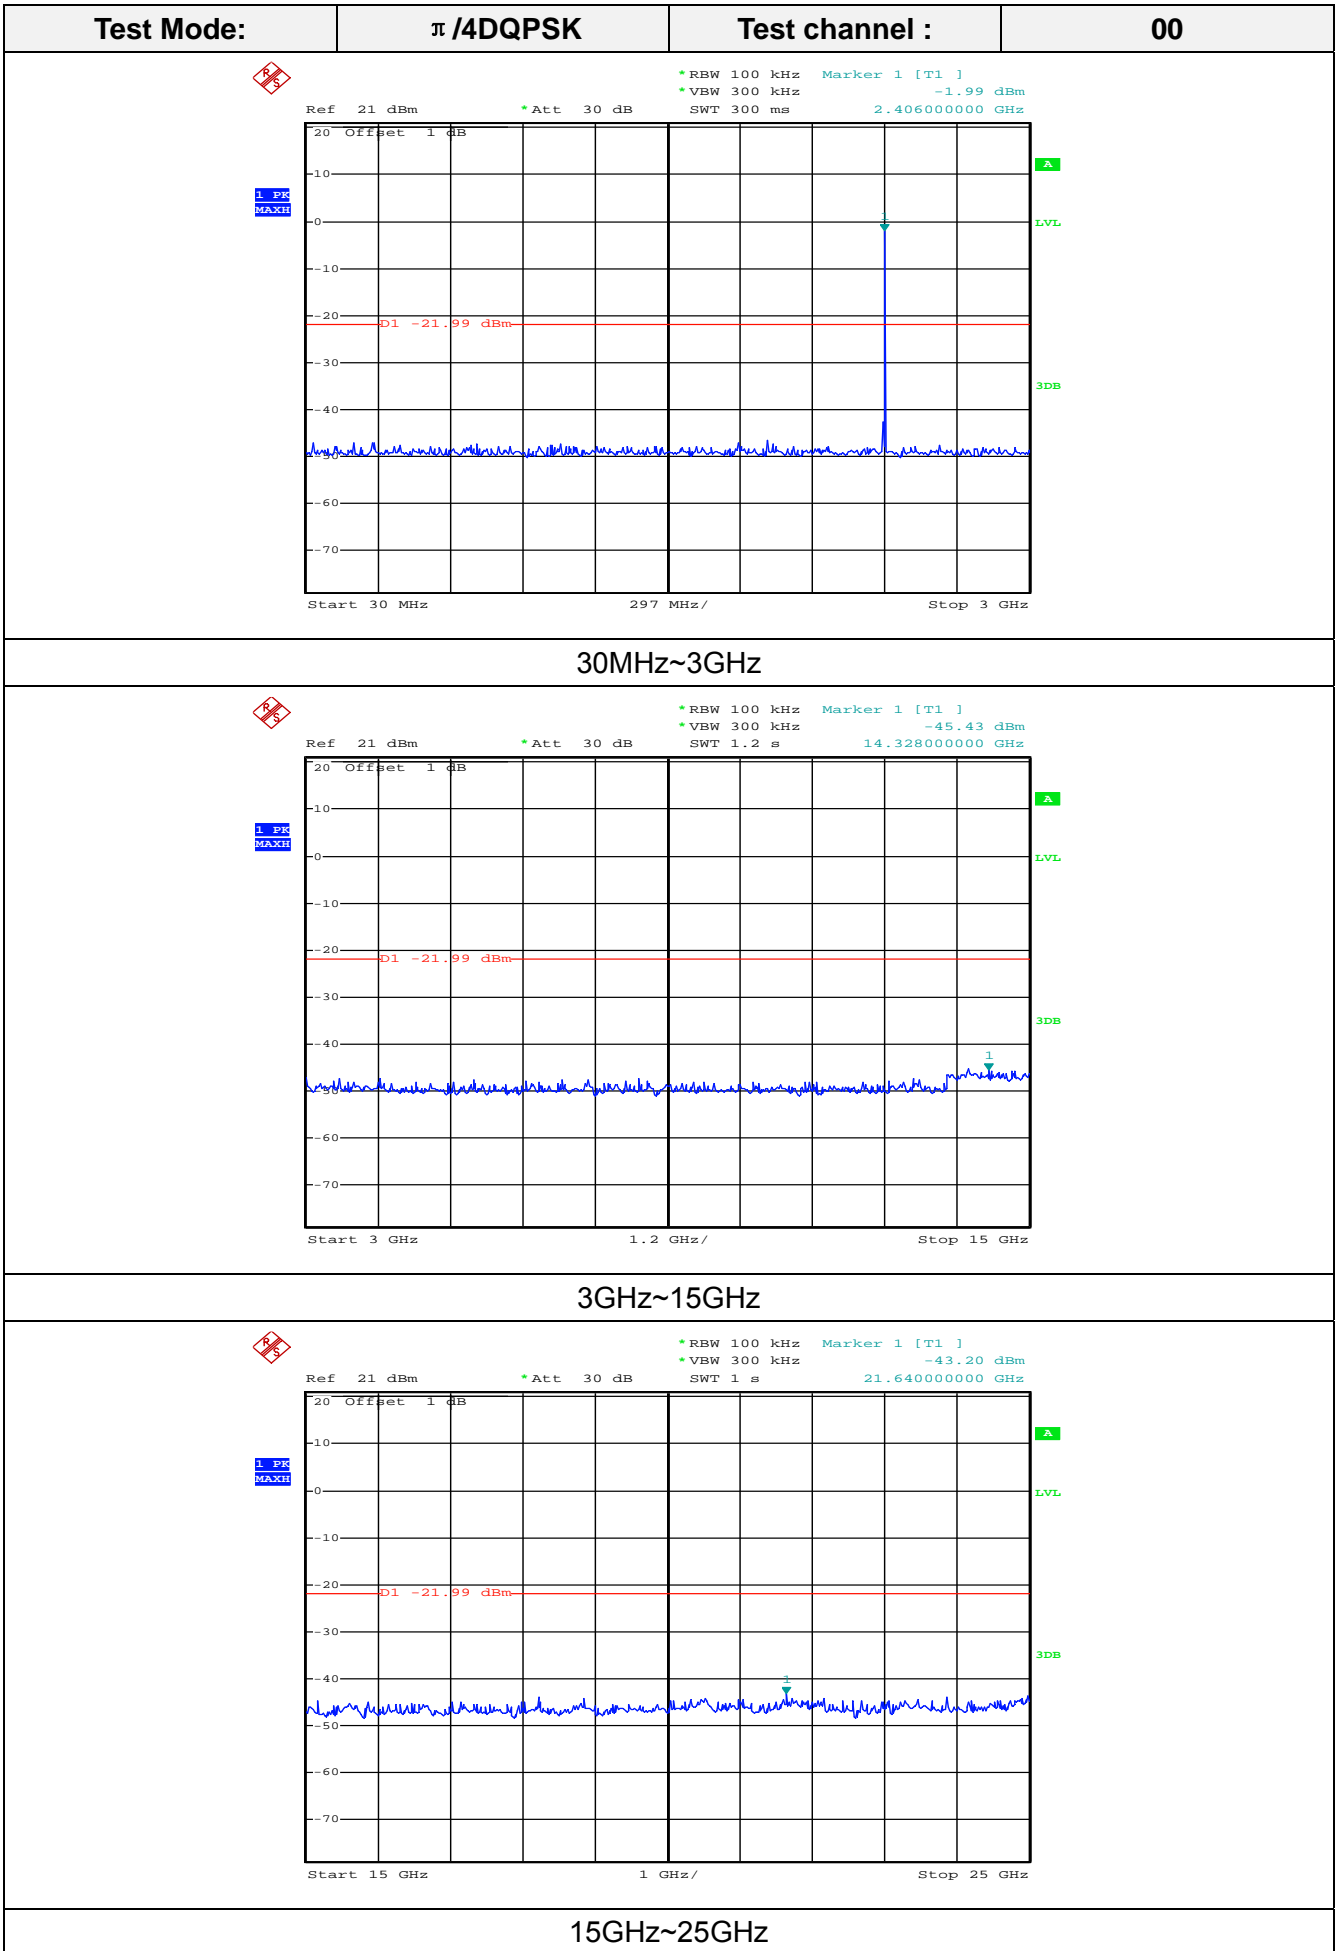 Test Mode: π/4DQPSK Test channel : 00
R S
*RBW 100 kHz Marker 1 [T1 ]
*VBW 300 kHz -1.99 dBm
Ref 21 dBm *Att 30 dB SWT 300 ms 2.406000000 GHz
20 Offset 1 dB
A
10
1 PK
MAXH
1
0
LVL
-10
-20
D1 -21.99 dBm
-30
3DB
-40
-50
-60
-70
Start 30 MHz 297 MHz/ Stop 3 GHz
30MHz~3GHz
R S
*RBW 100 kHz Marker 1 [T1 ]
*VBW 300 kHz -45.43 dBm
Ref 21 dBm *Att 30 dB SWT 1.2 s 14.328000000 GHz
20 Offset 1 dB
A
10
1 PK
MAXH
0
LVL
-10
-20
D1 -21.99 dBm
-30
3DB
-40
1
-50
-60
-70
Start 3 GHz 1.2 GHz/ Stop 15 GHz
3GHz~15GHz
R S
*RBW 100 kHz Marker 1 [T1 ]
*VBW 300 kHz -43.20 dBm
Ref 21 dBm *Att 30 dB SWT 1 s 21.640000000 GHz
20 Offset 1 dB
A
10
1 PK
MAXH
0
LVL
-10
-20
D1 -21.99 dBm
-30
3DB
-40
1
-50
-60
-70
Start 15 GHz 1 GHz/ Stop 25 GHz
15GHz~25GHz